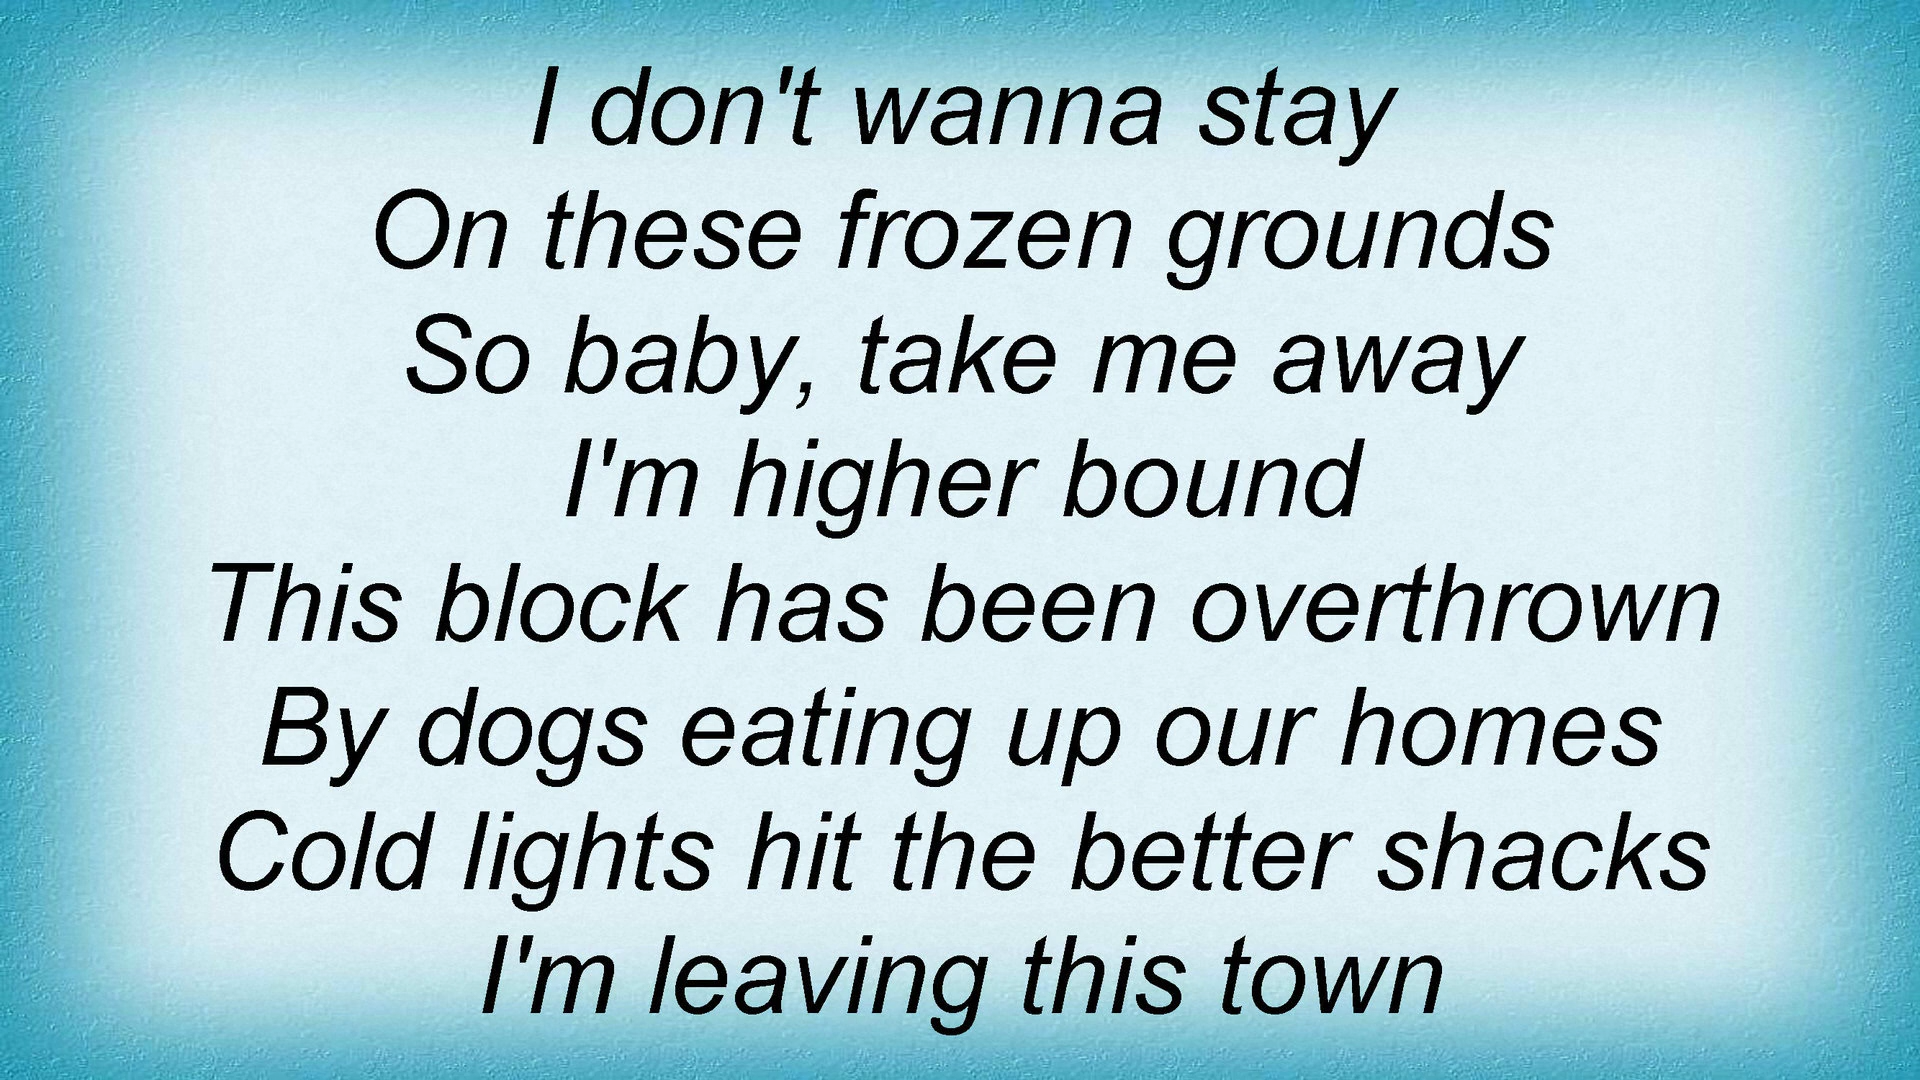 I don't wanna stay
On these frozen grounds
So baby, take me away
I'm higher bound
This block has been overthrown
By dogs eating up our homes
Cold lights hit the better shacks
I'm leaving this town